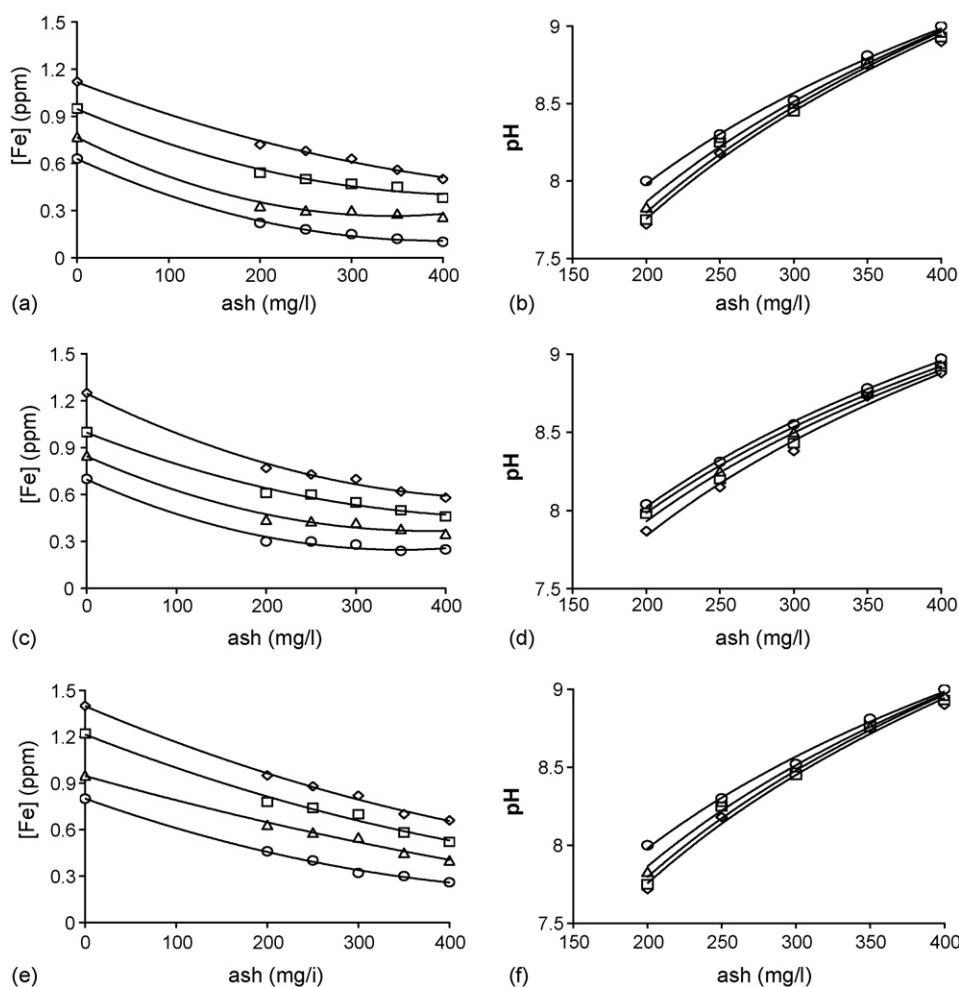 1.5
1.2
0.9
0.6
0.3
0
[Fe] (ppm)
0 100 200 300 400
ash (mg/l)
(a)
9
8.5
8
7.5
pH
150 200 250 300 350 400
ash (mg/l)
(b)
1.5
1.2
0.9
0.6
0.3
0
[Fe] (ppm)
0 100 200 300 400
ash (mg/l)
(c)
9
8.5
8
7.5
pH
150 200 250 300 350 400
ash (mg/l)
(d)
1.5
1.2
0.9
0.6
0.3
0
[Fe] (ppm)
0 100 200 300 400
ash (mg/i)
(e)
9
8.5
8
7.5
pH
150 200 250 300 350 400
ash (mg/l)
(f)